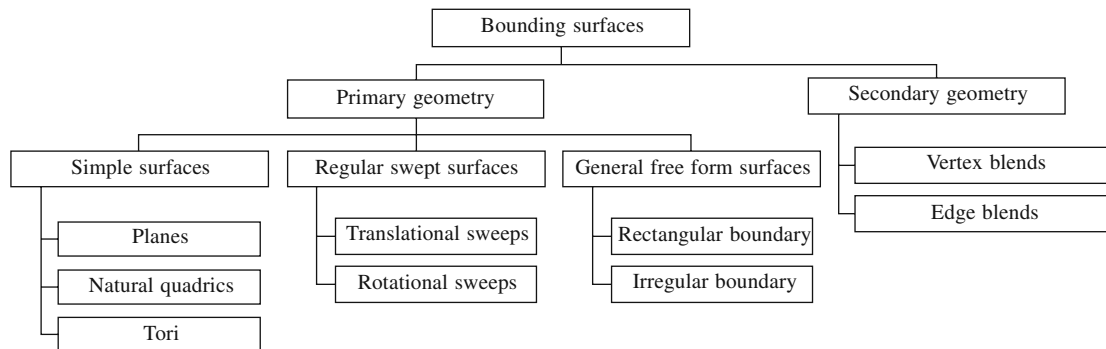 Bounding surfaces
Primary geometry
Secondary geometry
Simple surfaces
Regular swept surfaces
General free form surfaces
Vertex blends
Edge blends
Planes
Translational sweeps
Rectangular boundary
Natural quadrics
Rotational sweeps
Irregular boundary
Tori